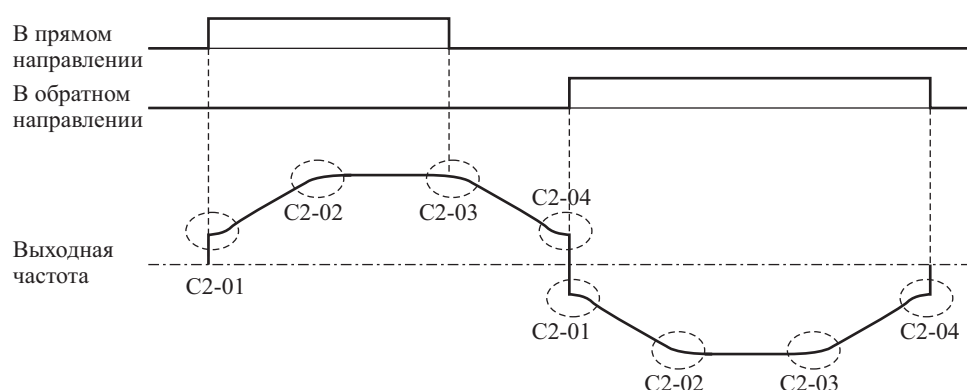 В прямом
направлении
В обратном
направлении
C2-02
C2-03
C2-04
Выходная
частота
C2-01
C2-01
C2-04
C2-02
C2-03